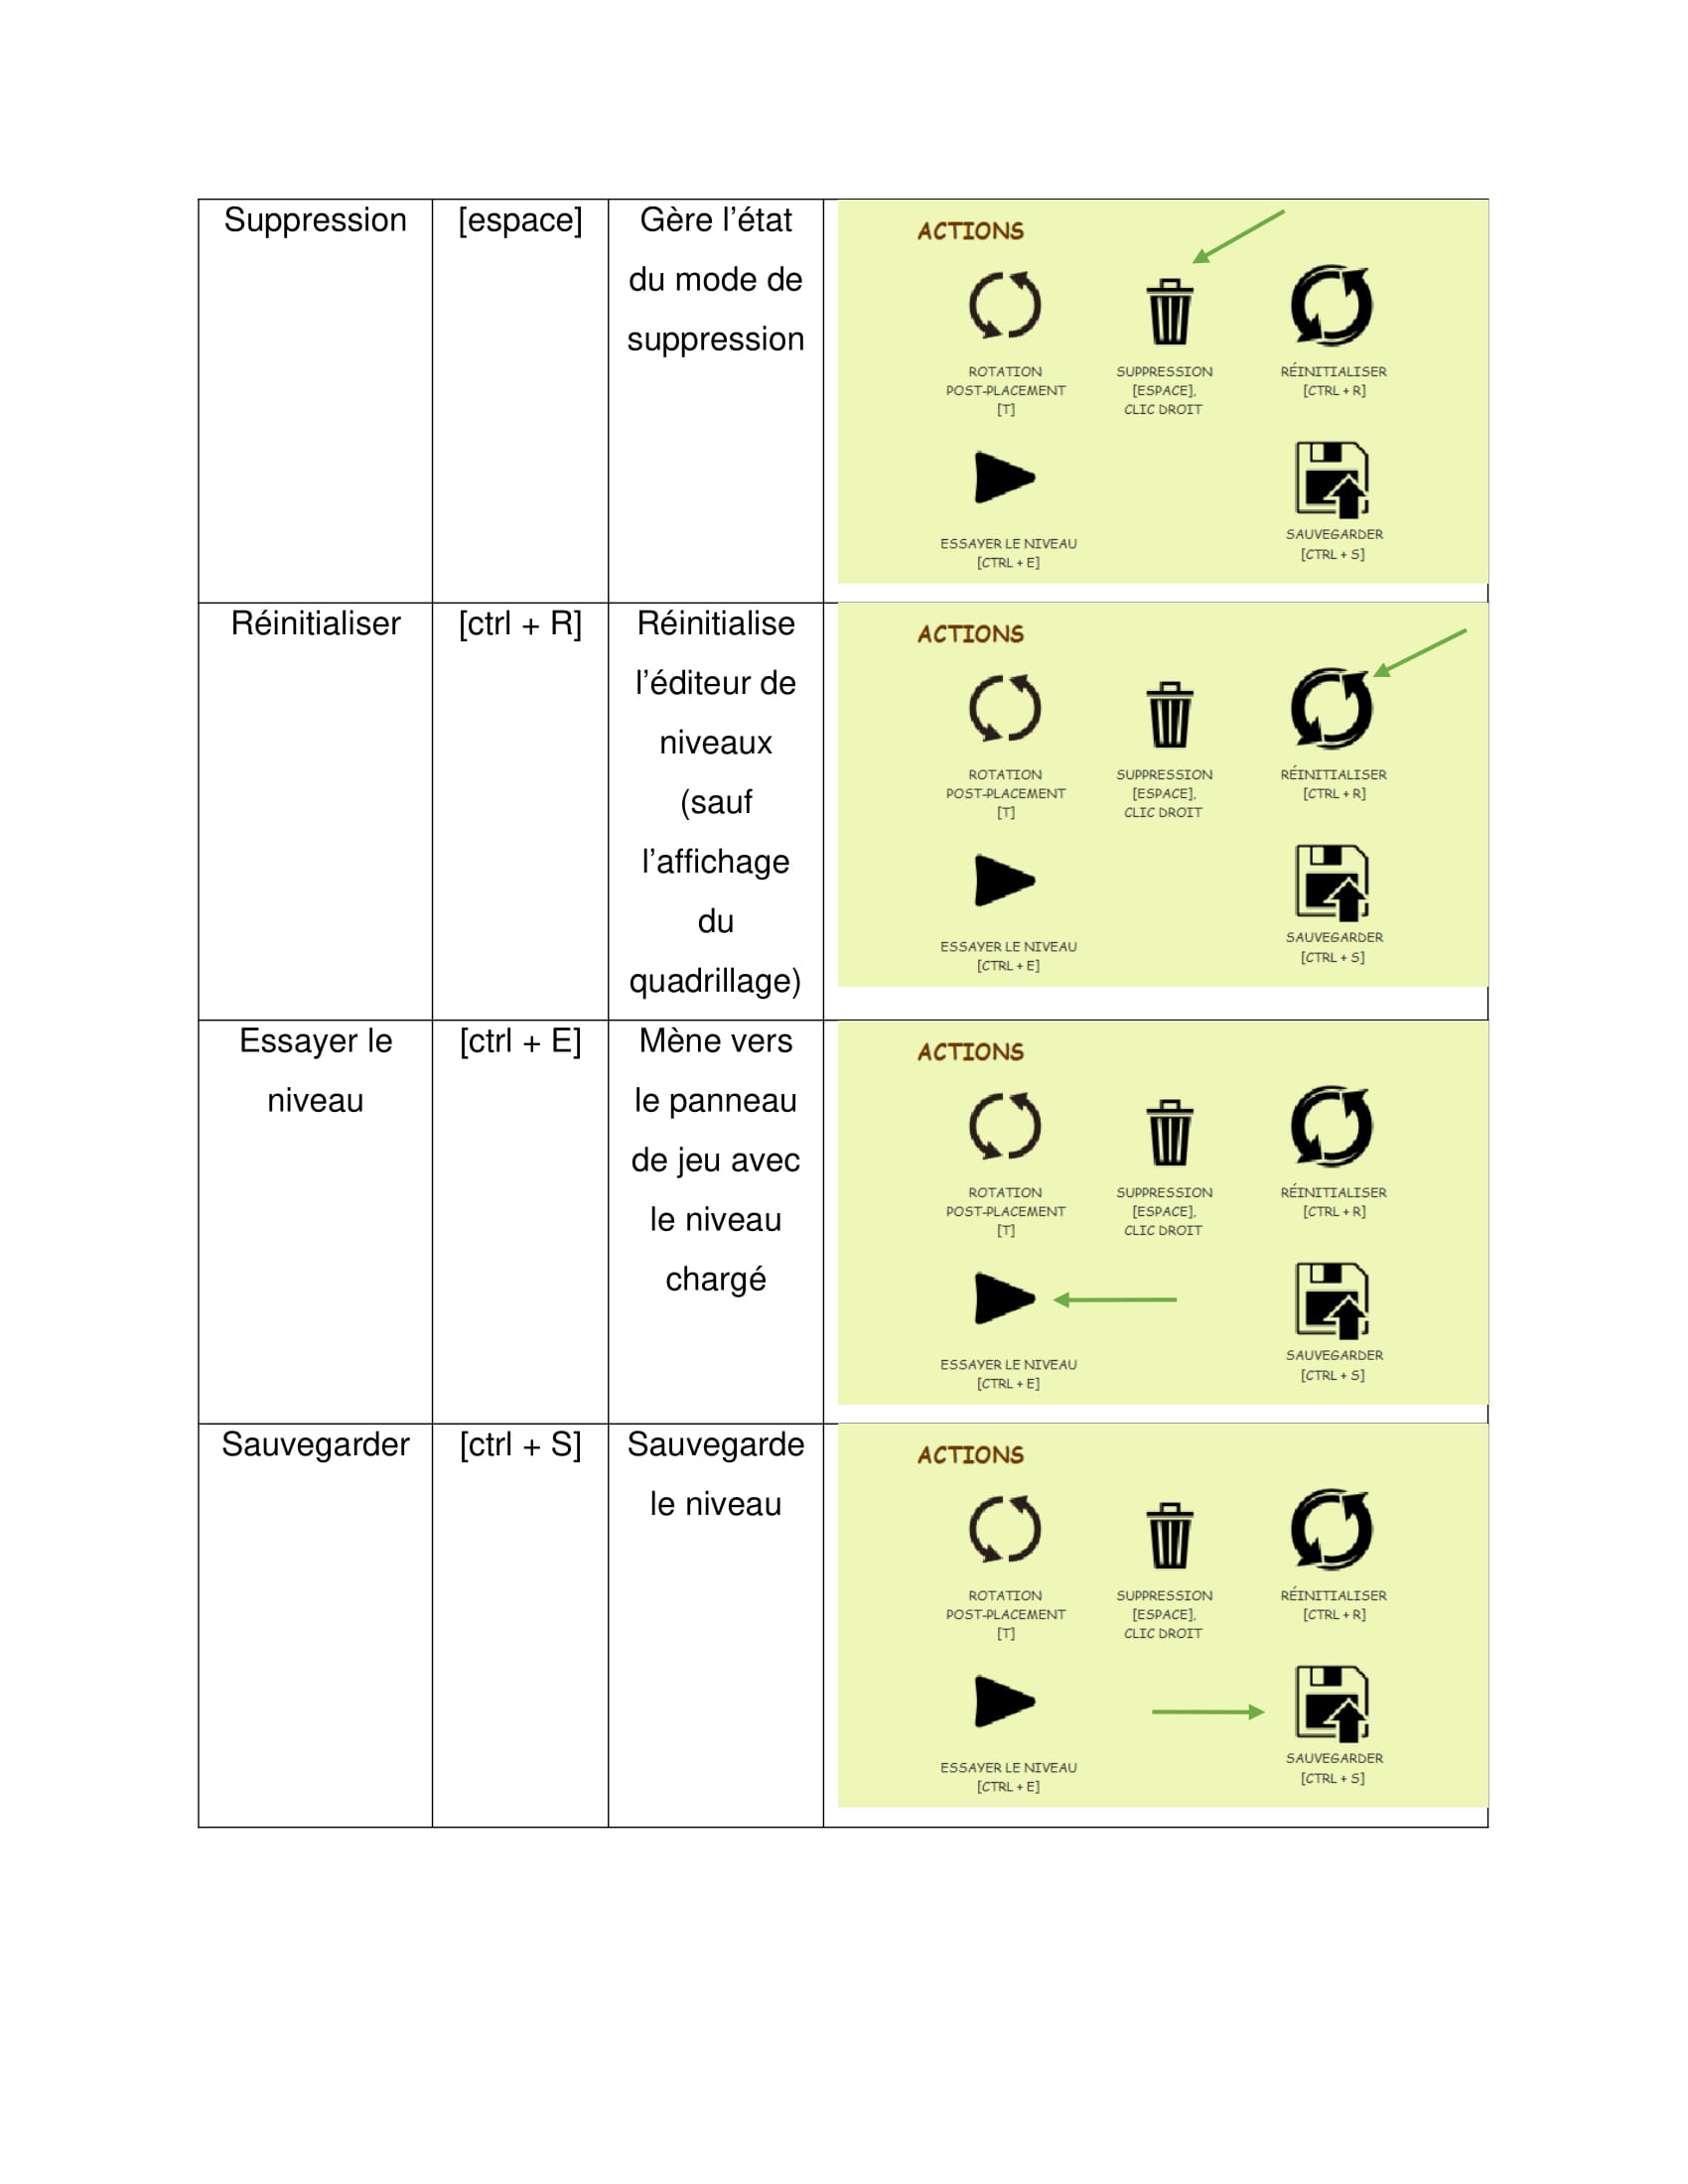 Suppression
[espace]
Gère l’état
du mode de
suppression
ACTIONS
ROTATION
POST-PLACEMENT
[T]
SUPPRESSION
[ESPACE],
CLIC DROIT
RÉINITIALISER
[CTRL + R]
ESSAYER LE NIVEAU
[CTRL + E]
SAUVEGARDER
[CTRL + S]
Réinitialiser
[ctrl + R]
Réinitialise
l’éditeur de
niveaux
(sauf
l’affichage
du
quadrillage)
ACTIONS
ROTATION
POST-PLACEMENT
[T]
SUPPRESSION
[ESPACE],
CLIC DROIT
RÉINITIALISER
[CTRL + R]
ESSAYER LE NIVEAU
[CTRL + E]
SAUVEGARDER
[CTRL + S]
Essayer le
niveau
[ctrl + E]
Mène vers
le panneau
de jeu avec
le niveau
chargé
ACTIONS
ROTATION
POST-PLACEMENT
[T]
SUPPRESSION
[ESPACE],
CLIC DROIT
RÉINITIALISER
[CTRL + R]
ESSAYER LE NIVEAU
[CTRL + E]
SAUVEGARDER
[CTRL + S]
Sauvegarder
[ctrl + S]
Sauvegarde
le niveau
ACTIONS
ROTATION
POST-PLACEMENT
[T]
SUPPRESSION
[ESPACE],
CLIC DROIT
RÉINITIALISER
[CTRL + R]
ESSAYER LE NIVEAU
[CTRL + E]
SAUVEGARDER
[CTRL + S]